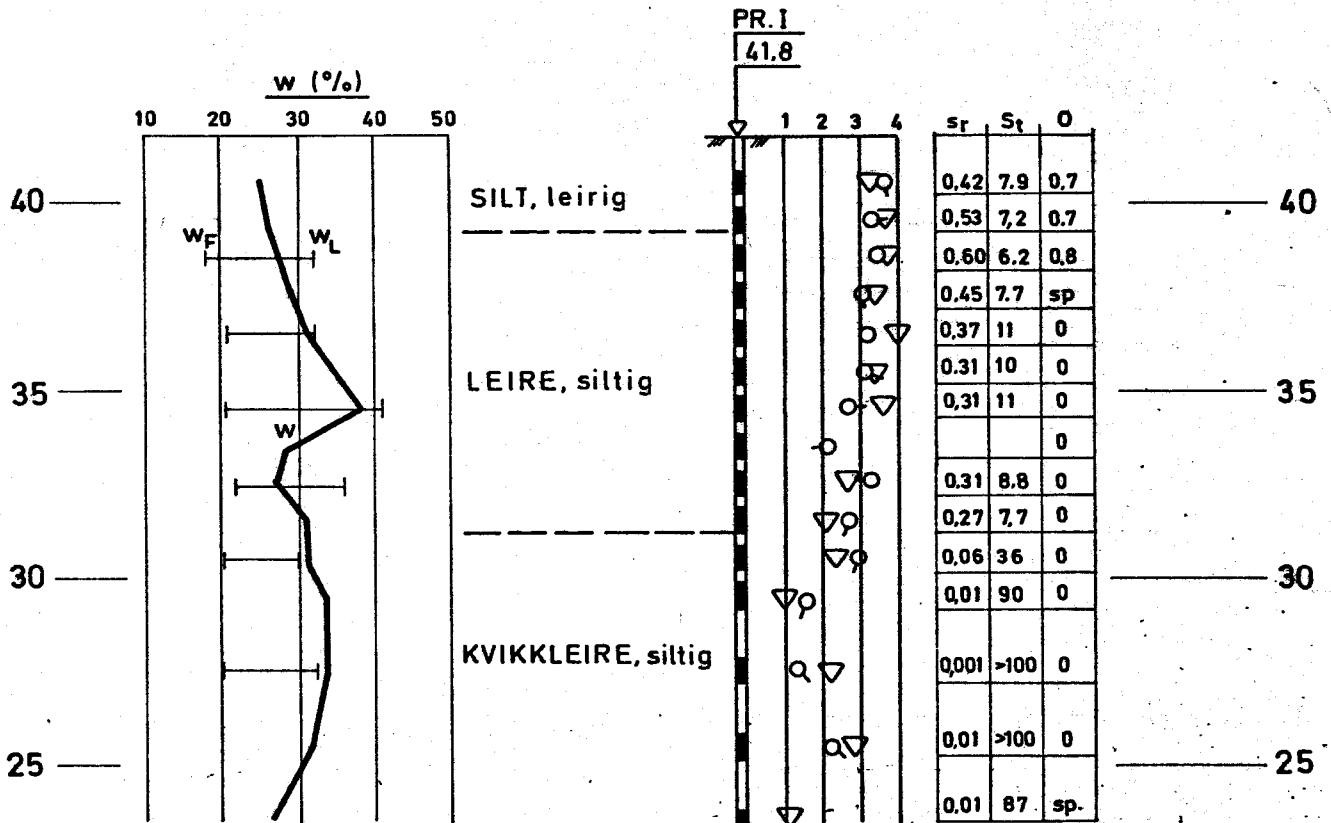 PR. I
41,8
w (%)
10 20 30 40 50
1 2 3 4
sr St O
40
SILT, leirig
0,42 7.9 0,7
40
0,53 7,2 0.7
wF wL
0.60 6.2 0,8
0.45 7.7 sp
0,37 11 0
LEIRE, siltig
0.31 10 0
35
35
0,31 11 0
w
0
0.31 8.8 0
0,27 7,7 0
0,06 36 0
30
30
0,01 90 0
KVIKKLEIRE, siltig
0,001 >100 0
0,01 >100 0
25
25
0,01 87 sp.